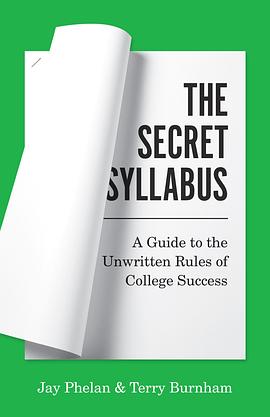 THE
SECRET
SYLLABUS
A Guide to the
Unwritten Rules of
College Success
Jay Phelan & Terry Burnham